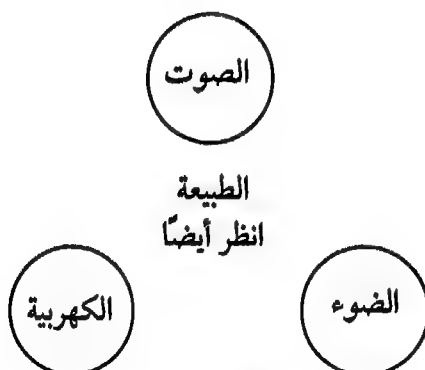 الصوت
الطبيعة
انظر أيضًا
الضوء
الكهربية